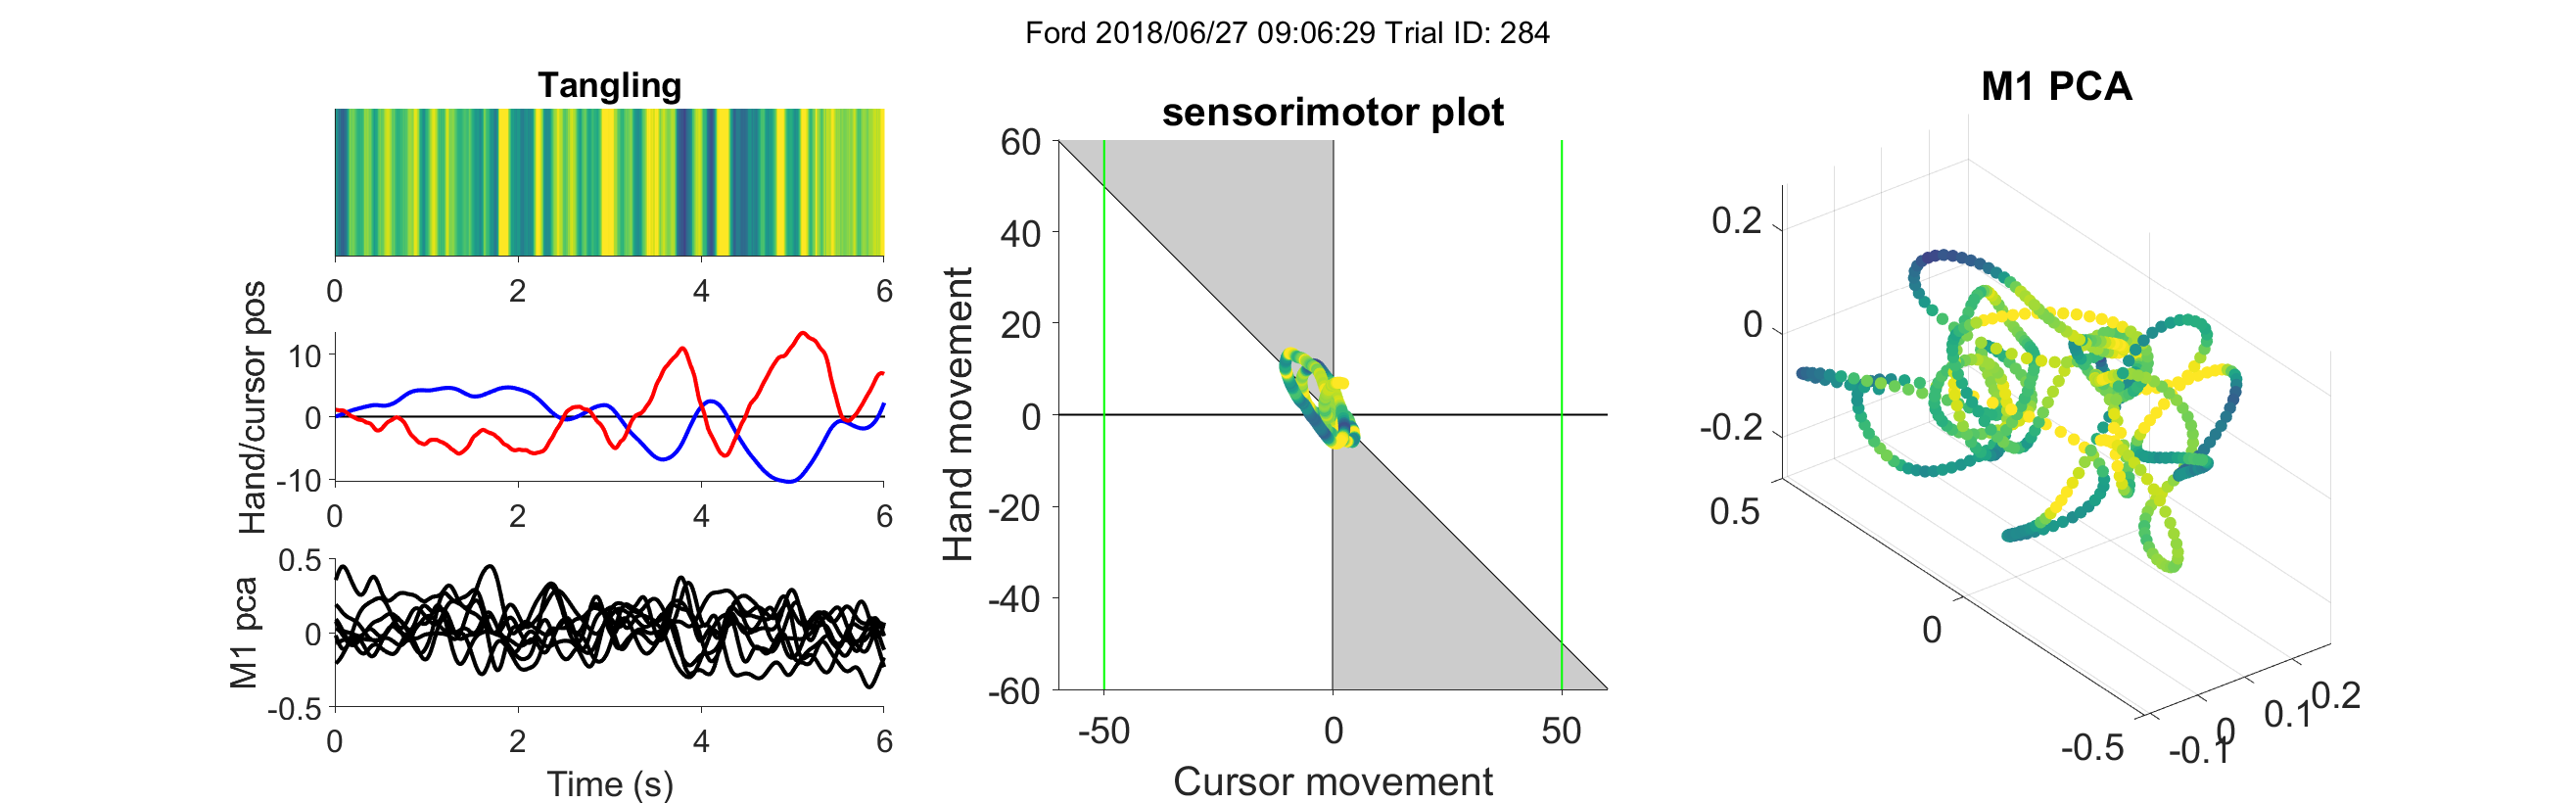 Ford 2018/06/27 09:06:29 Trial ID: 284
Tangling
0 2 4 6
Hand/cursor pos
10
0
-10
0 2 4 6
M1 pca
0.5
0
-0.5
0 2 4 6
Time (s)
sensorimotor plot
Hand movement
60
40
20
0
-20
-40
-60
-50 0 50
Cursor movement
M1 PCA
0.2
0
-0.2
0.5
0
-0.5
-0.1
0
0.1
0.2